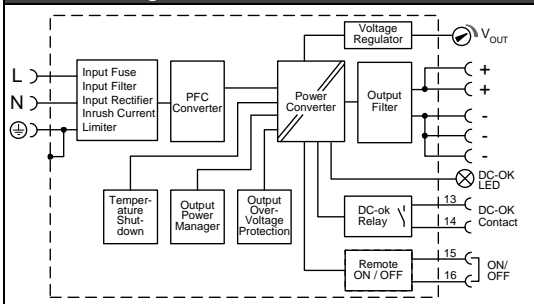 Voltage
Regulator
VOUT
L
N
Input Fuse
Input Filter
Input Rectifier
Inrush Current
Limiter
PFC
Converter
Power
Converter
Output
Filter
+
+
-
-
-
DC-OK
LED
Temper-
ature
Shut-
down
Output
Power
Manager
Output
Over-
Voltage
Protection
DC-ok
Relay
13
14
DC-OK
Contact
Remote
ON / OFF
15
16
ON/
OFF